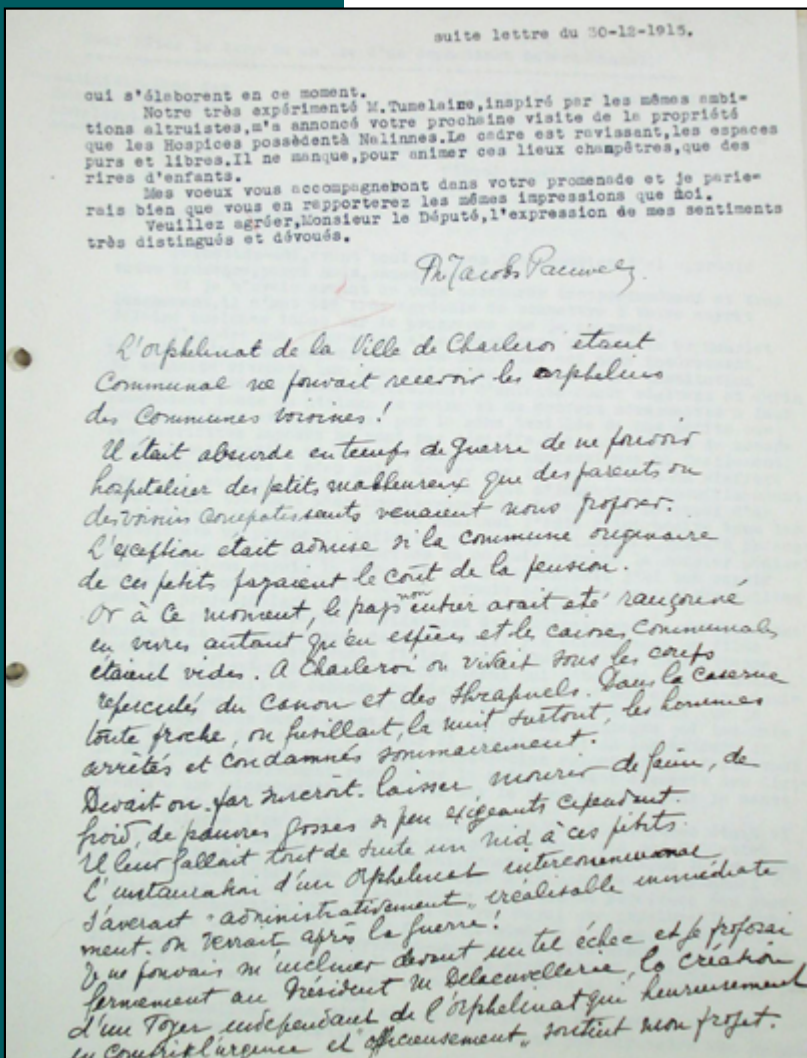 suite lettre du 30-12-1915.
qui s'élaborent en ce moment.
Notre très expérimenté M.Tumelaire,inspiré par les mêmes ambi-
tions altruistes,m'a annoncé votre prochaine visite de la propriété
que les Hospices possèdentà Nalinnes.Le cadre est ravissant,les espaces
purs et libres.Il ne manque,pour animer ces lieux champêtres,que des
rires d'enfants.
Mes voeux vous accompagneront dans votre promenade et je parie-
rais bien que vous en rapporterez les mêmes impressions que moi.
Veuillez agréer,Monsieur le Député,l'expression de mes sentiments
très distingués et dévoués.
Jacobs Pauwels
L'orphelinat de la Ville de Charleroi étant
Communal ne pouvait recevoir les orphelins
des Communes voisines !
Il était absurde en temps de guerre de ne pouvoir
hospitaliser des petits malheureux que des parents ou
des voisins compatissants venaient nous proposer.
L'exception était admise si la commune originaire
de ces petits payaient le coût de la pension.
Or à ce moment, le pays non entier avait été rançonné
en vivres autant qu'en espèces et les caisses Communales
étaient vides. A Charleroi on vivait sous les coups
repercutés du Canon et des Shrapnels. Dans la Caserne
toute proche, on fusillait, la nuit surtout, les hommes
arrêtés et condamnés sommairement.
Devait on. par surcroît. laisser mourir de faim, de
froid, de pauvres gosses si peu exigeants cependant.
Il leur fallait tout de suite un nid à ces petits.
L'instauration d'un Orphelinat intercommunal
s'averait "administrativement" irréalisable immédiate
ment. on verrait après la guerre !
Je ne pouvais m'incliner devant un tel échec et je proposai
fermement au Président M Delacuvellerie, la création
d'un Foyer independant de l'orphelinat qui heureusement
en comprit l'urgence et "officieusement" soutint mon projet.